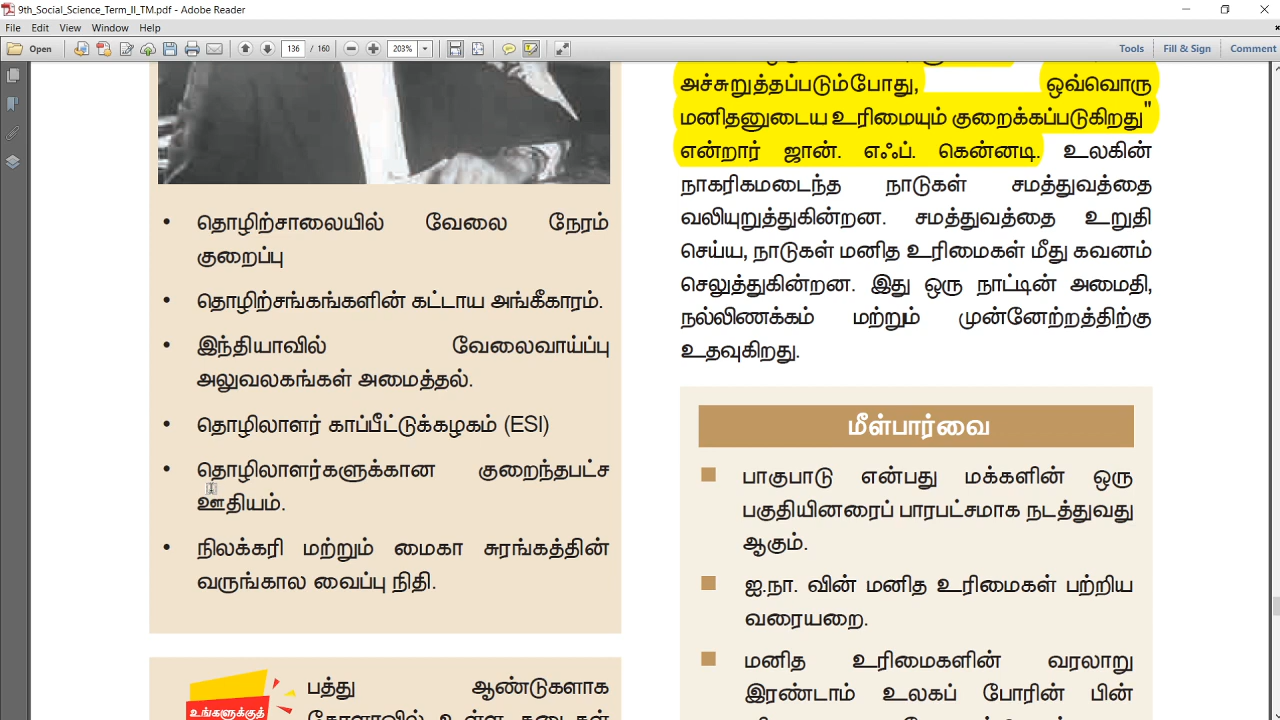 9th_Social_Science_Term_II_TM.pdf - Adobe Reader
File Edit View Window Help
Open 136 / 160 203% Tools Fill & Sign Comment
தொழிற்சாலையில் வேலை நேரம்
குறைப்பு
தொழிற்சங்கங்களின் கட்டாய அங்கீகாரம்.
இந்தியாவில் வேலைவாய்ப்பு
அலுவலகங்கள் அமைத்தல்.
தொழிலாளர் காப்பீட்டுக்கழகம் (ESI)
தொழிலாளர்களுக்கான குறைந்தபட்ச
ஊதியம்.
நிலக்கரி மற்றும் மைகா சுரங்கத்தின்
வருங்கால வைப்பு நிதி.
உங்களுக்குத்
பத்து ஆண்டுகளாக
அச்சுறுத்தப்படும்போது, ஒவ்வொரு
மனிதனுடைய உரிமையும் குறைக்கப்படுகிறது"
என்றார் ஜான். எஃப். கென்னடி. உலகின்
நாகரிகமடைந்த நாடுகள் சமத்துவத்தை
வலியுறுத்துகின்றன. சமத்துவத்தை உறுதி
செய்ய, நாடுகள் மனித உரிமைகள் மீது கவனம்
செலுத்துகின்றன. இது ஒரு நாட்டின் அமைதி,
நல்லிணக்கம் மற்றும் முன்னேற்றத்திற்கு
உதவுகிறது.
மீள்பார்வை
பாகுபாடு என்பது மக்களின் ஒரு
பகுதியினரைப் பாரபட்சமாக நடத்துவது
ஆகும்.
ஐ.நா. வின் மனித உரிமைகள் பற்றிய
வரையறை.
மனித உரிமைகளின் வரலாறு
இரண்டாம் உலகப் போரின் பின்